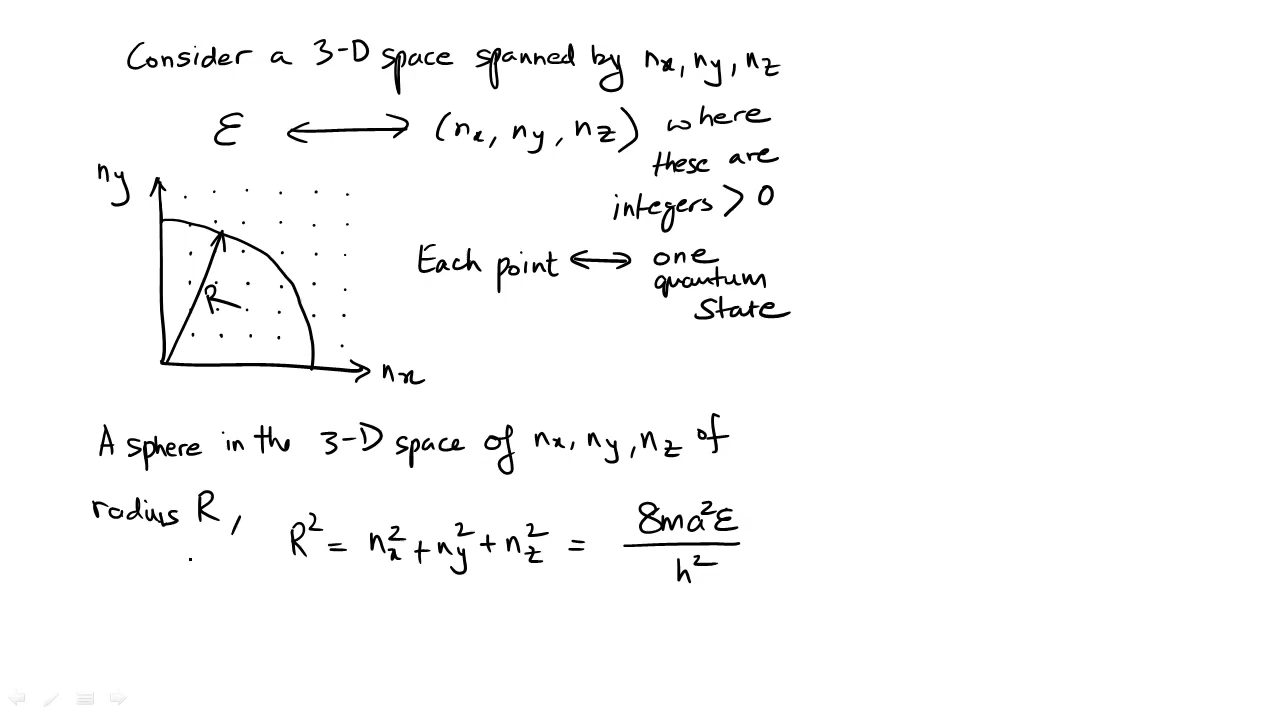 Consider a 3-D space spanned by nx, ny, nz
ε ⟷ (nx, ny, nz) where
these are
integers > 0
ny
Each point ⟷ one
quantum
state
R
nx
A sphere in the 3-D space of nx, ny, nz of
radius R, R² = nx² + ny² + nz² = 8ma²ε / h²